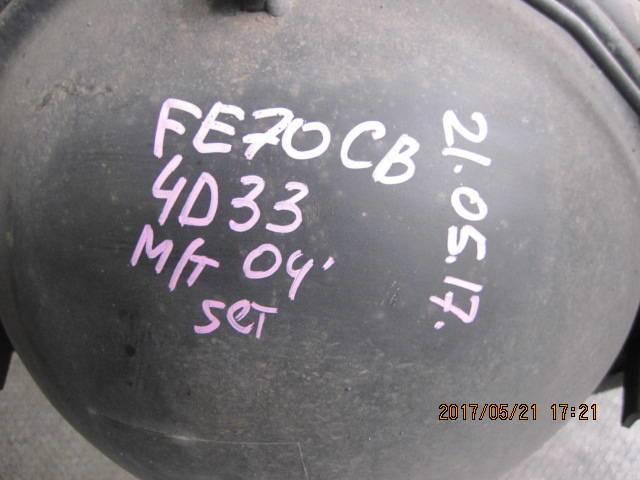 FE70CB
4D33
M/T 04'
SET
21.05.17.
2017/05/21 17:21